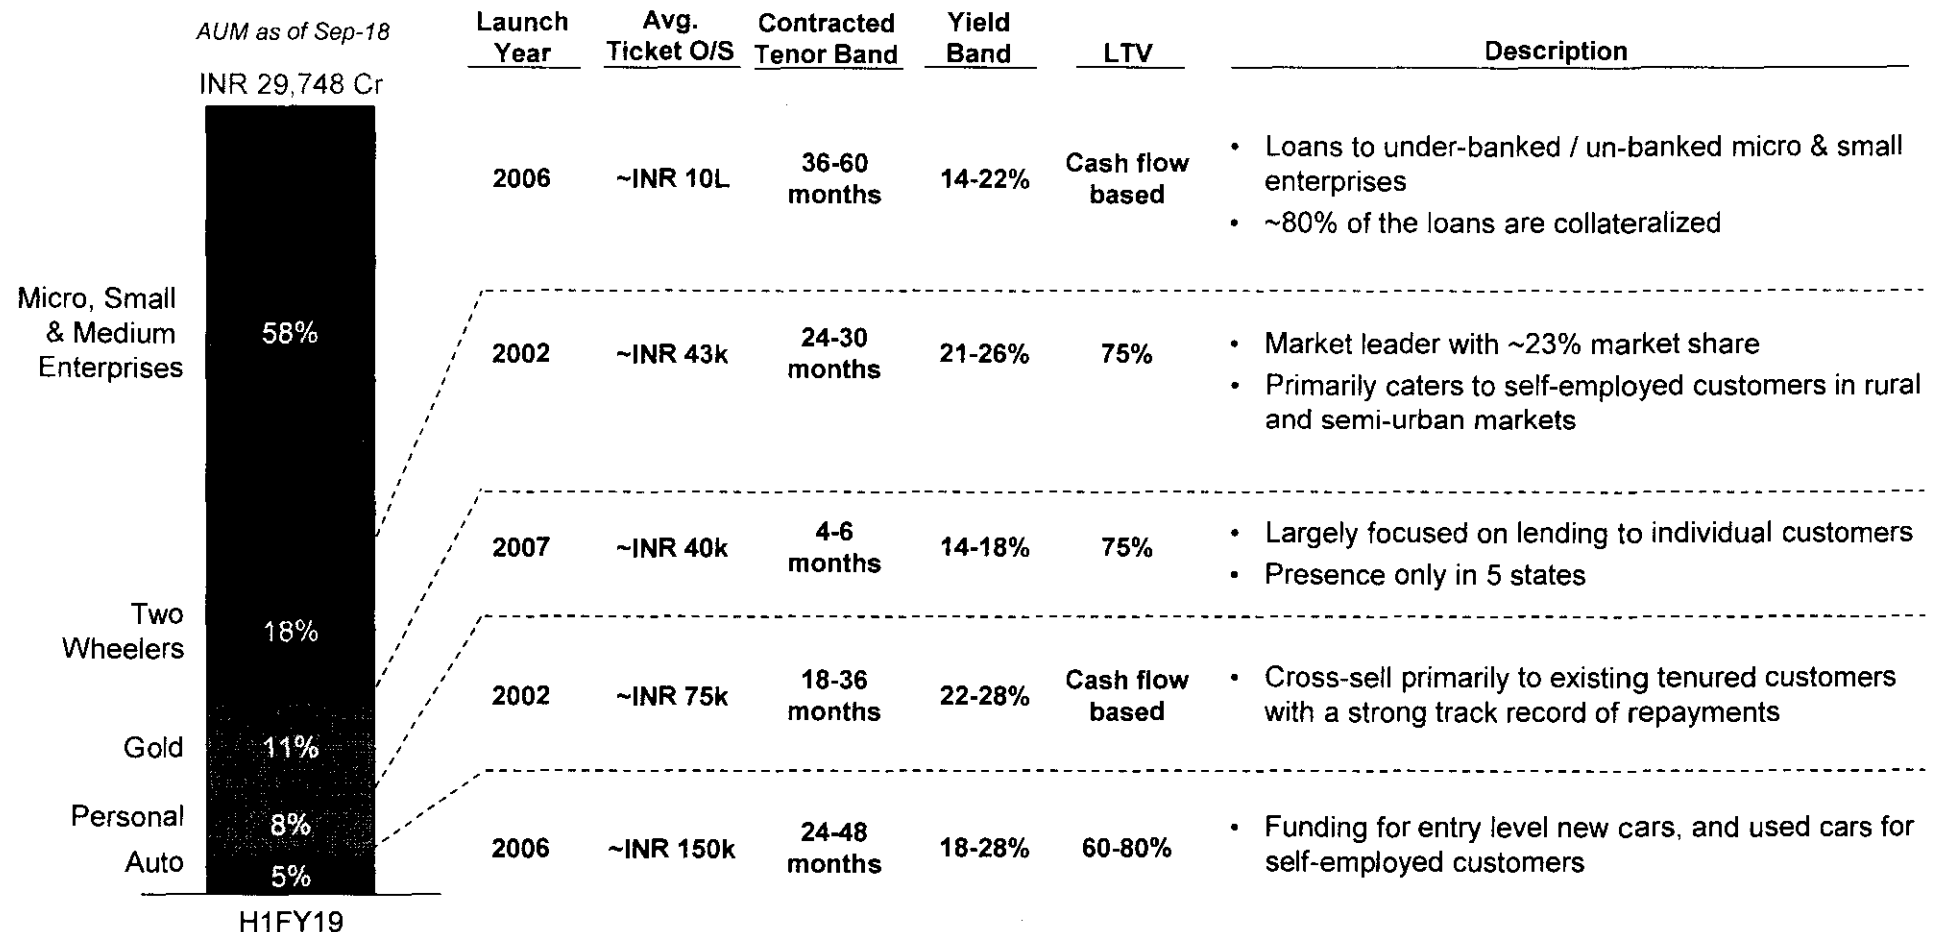 AUM as of Sep-18
INR 29,748 Cr
Launch Year
Avg. Ticket O/S
Contracted Tenor Band
Yield Band
LTV
Description
Micro, Small
& Medium
Enterprises
58%
2006
~INR 10L
36-60
months
14-22%
Cash flow
based
• Loans to under-banked / un-banked micro & small
enterprises
• ~80% of the loans are collateralized
Two
Wheelers
18%
2002
~INR 43k
24-30
months
21-26%
75%
• Market leader with ~23% market share
• Primarily caters to self-employed customers in rural
and semi-urban markets
Gold
11%
2007
~INR 40k
4-6
months
14-18%
75%
• Largely focused on lending to individual customers
• Presence only in 5 states
Personal
8%
2002
~INR 75k
18-36
months
22-28%
Cash flow
based
• Cross-sell primarily to existing tenured customers
with a strong track record of repayments
Auto
5%
2006
~INR 150k
24-48
months
18-28%
60-80%
• Funding for entry level new cars, and used cars for
self-employed customers
H1FY19